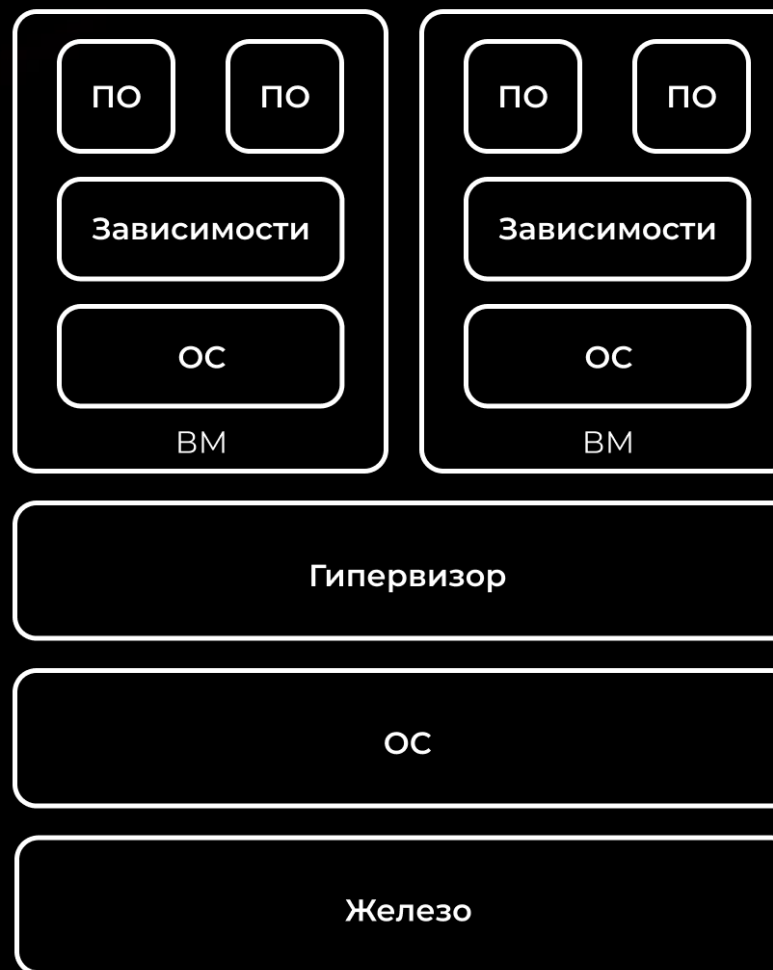 ПО ПО ПО ПО
Зависимости Зависимости
ОС ОС
ВМ ВМ
Гипервизор
ОС
Железо